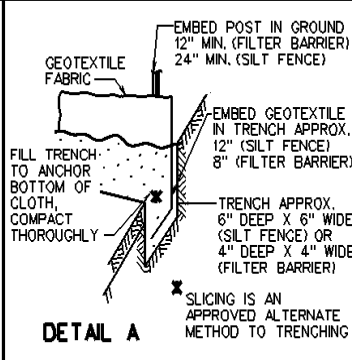 EMBED POST IN GROUND
12" MIN. (FILTER BARRIER)
24" MIN. (SILT FENCE)
GEOTEXTILE
FABRIC
EMBED GEOTEXTILE
IN TRENCH APPROX.
12" (SILT FENCE)
8" (FILTER BARRIER)
FILL TRENCH
TO ANCHOR
BOTTOM OF
CLOTH,
COMPACT
THOROUGHLY
TRENCH APPROX.
6" DEEP X 6" WIDE
(SILT FENCE) OR
4" DEEP X 4" WIDE
(FILTER BARRIER)
SLICING IS AN
APPROVED ALTERNATE
METHOD TO TRENCHING
DETAIL A